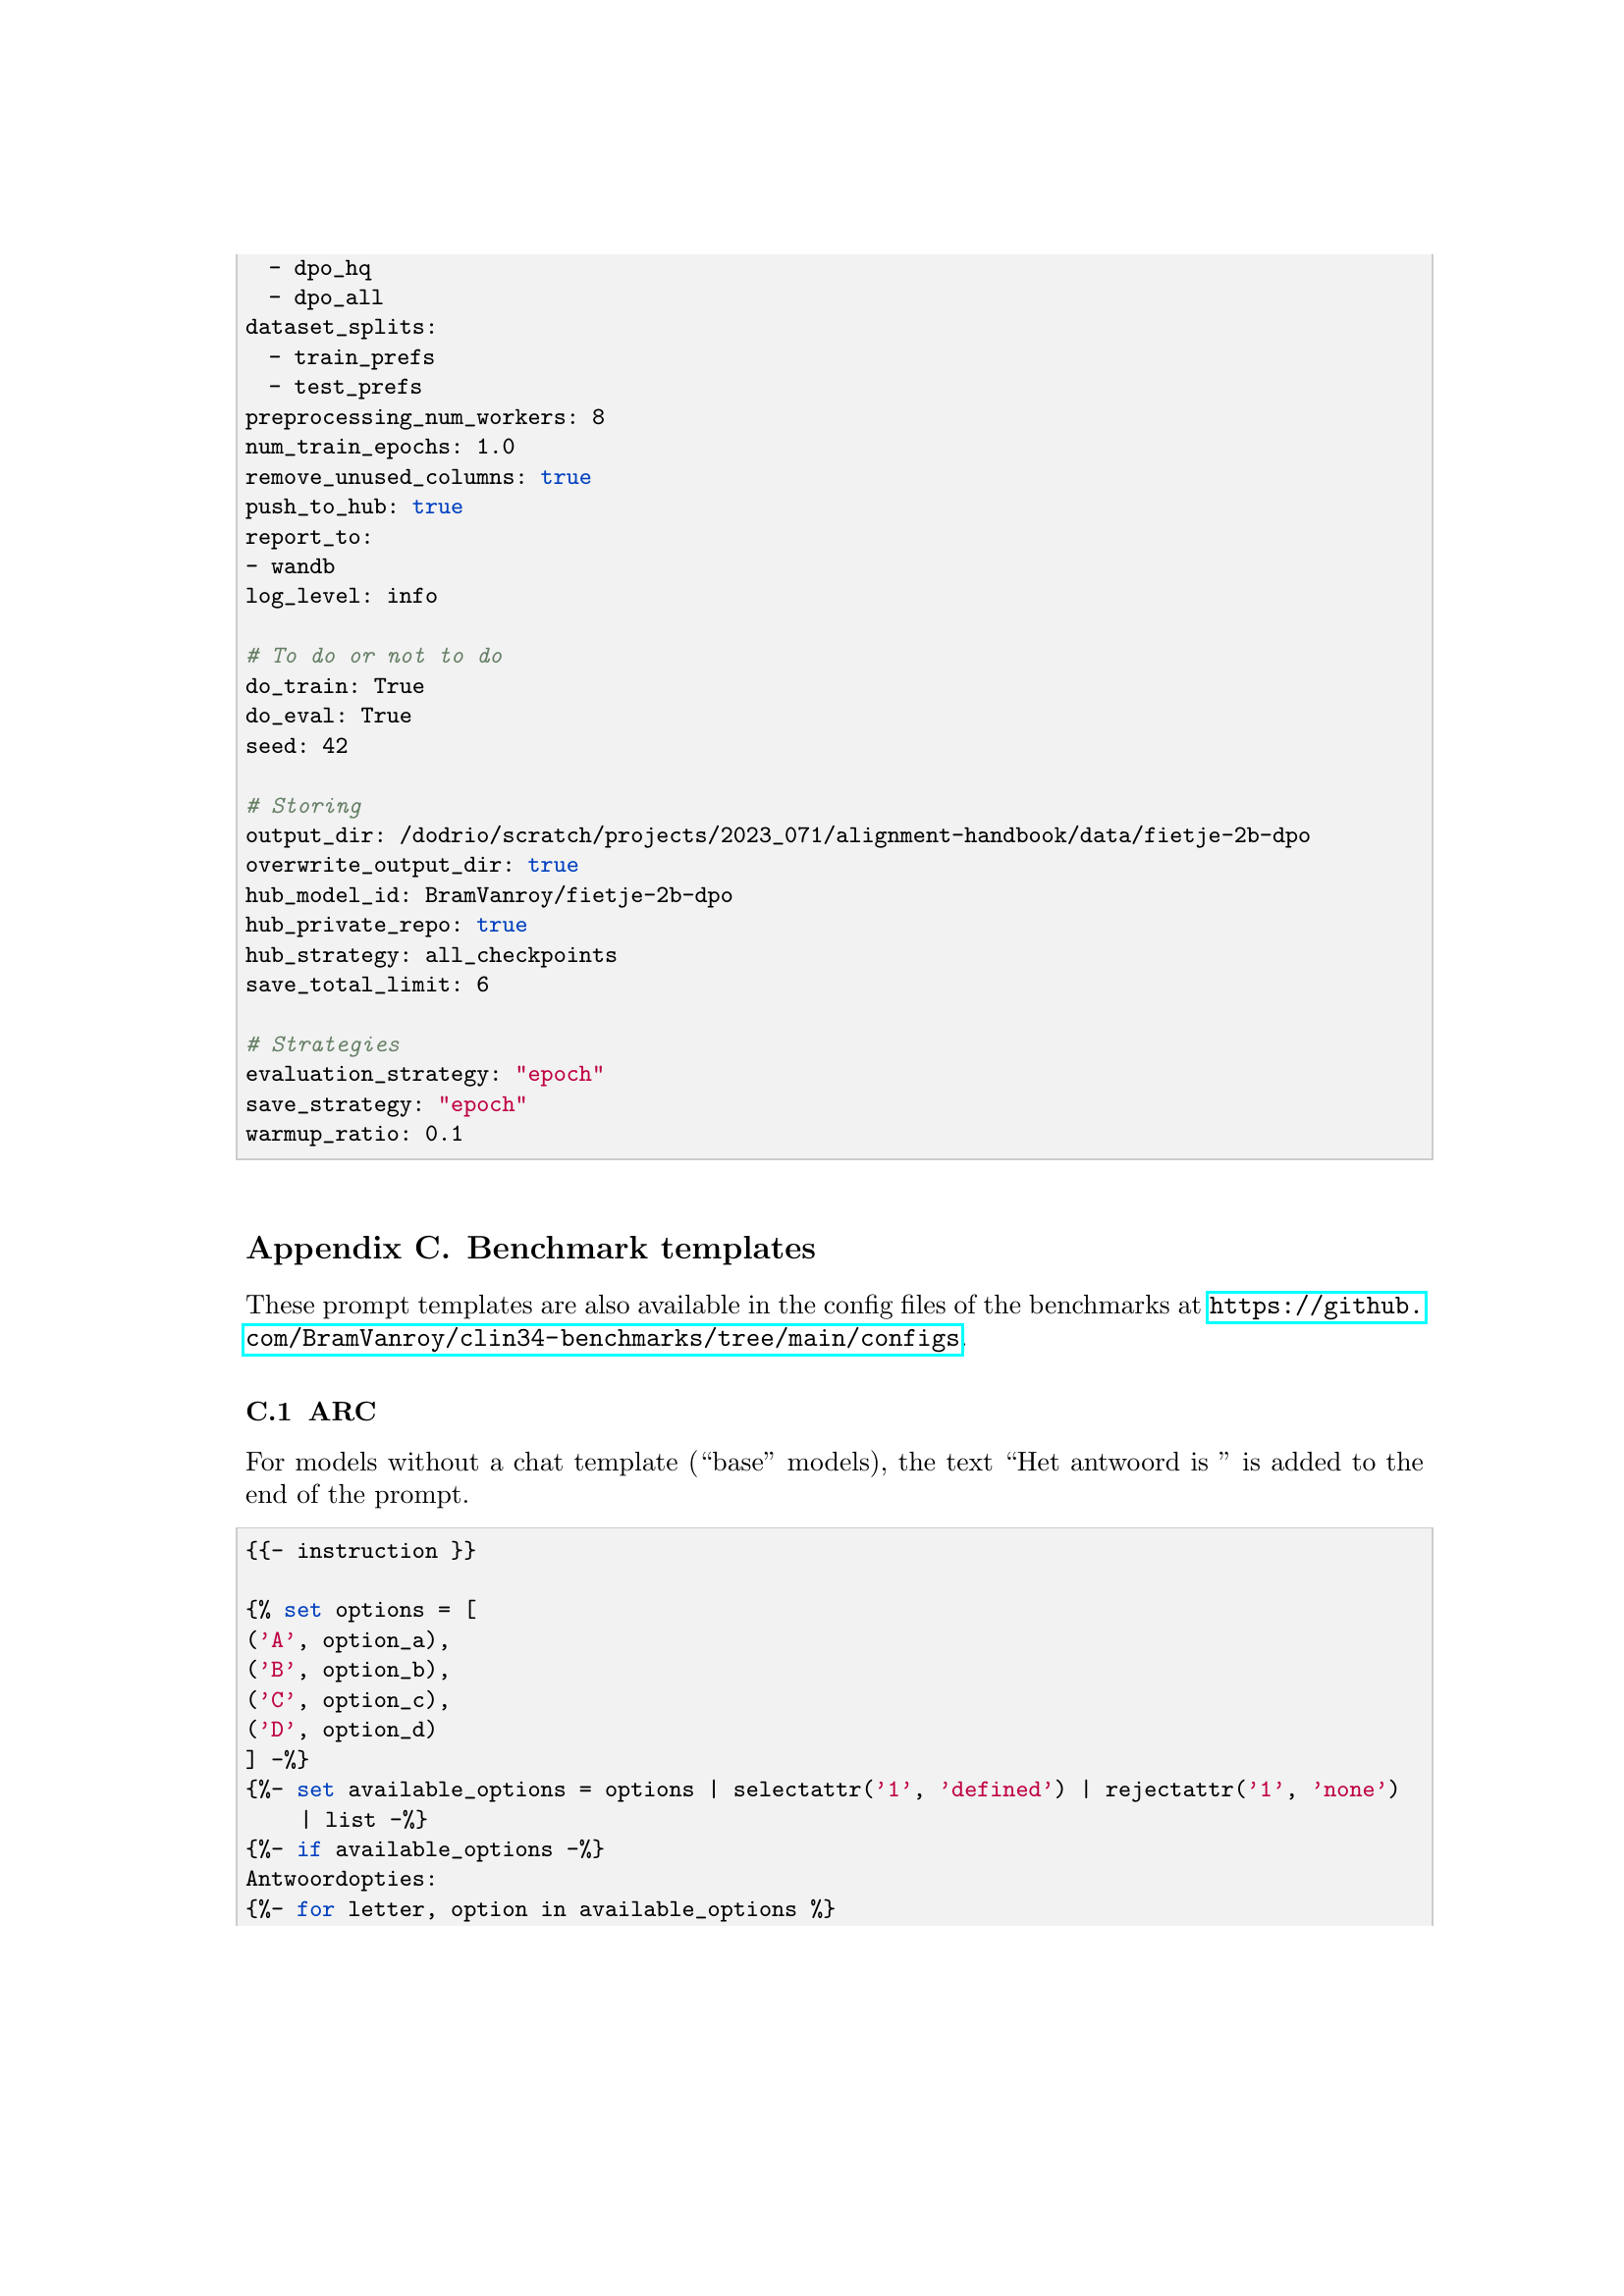 - dpo_hq
  - dpo_all
dataset_splits:
  - train_prefs
  - test_prefs
preprocessing_num_workers: 8
num_train_epochs: 1.0
remove_unused_columns: true
push_to_hub: true
report_to:
- wandb
log_level: info

# To do or not to do
do_train: True
do_eval: True
seed: 42

# Storing
output_dir: /dodrio/scratch/projects/2023_071/alignment-handbook/data/fietje-2b-dpo
overwrite_output_dir: true
hub_model_id: BramVanroy/fietje-2b-dpo
hub_private_repo: true
hub_strategy: all_checkpoints
save_total_limit: 6

# Strategies
evaluation_strategy: "epoch"
save_strategy: "epoch"
warmup_ratio: 0.1

Appendix C. Benchmark templates
These prompt templates are also available in the config files of the benchmarks at https://github.
com/BramVanroy/clin34-benchmarks/tree/main/configs.

C.1 ARC
For models without a chat template (“base” models), the text “Het antwoord is ” is added to the
end of the prompt.

{{- instruction }}

{% set options = [
('A', option_a),
('B', option_b),
('C', option_c),
('D', option_d)
] -%}
{%- set available_options = options | selectattr('1', 'defined') | rejectattr('1', 'none')
    | list -%}
{%- if available_options -%}
Antwoordopties:
{%- for letter, option in available_options %}